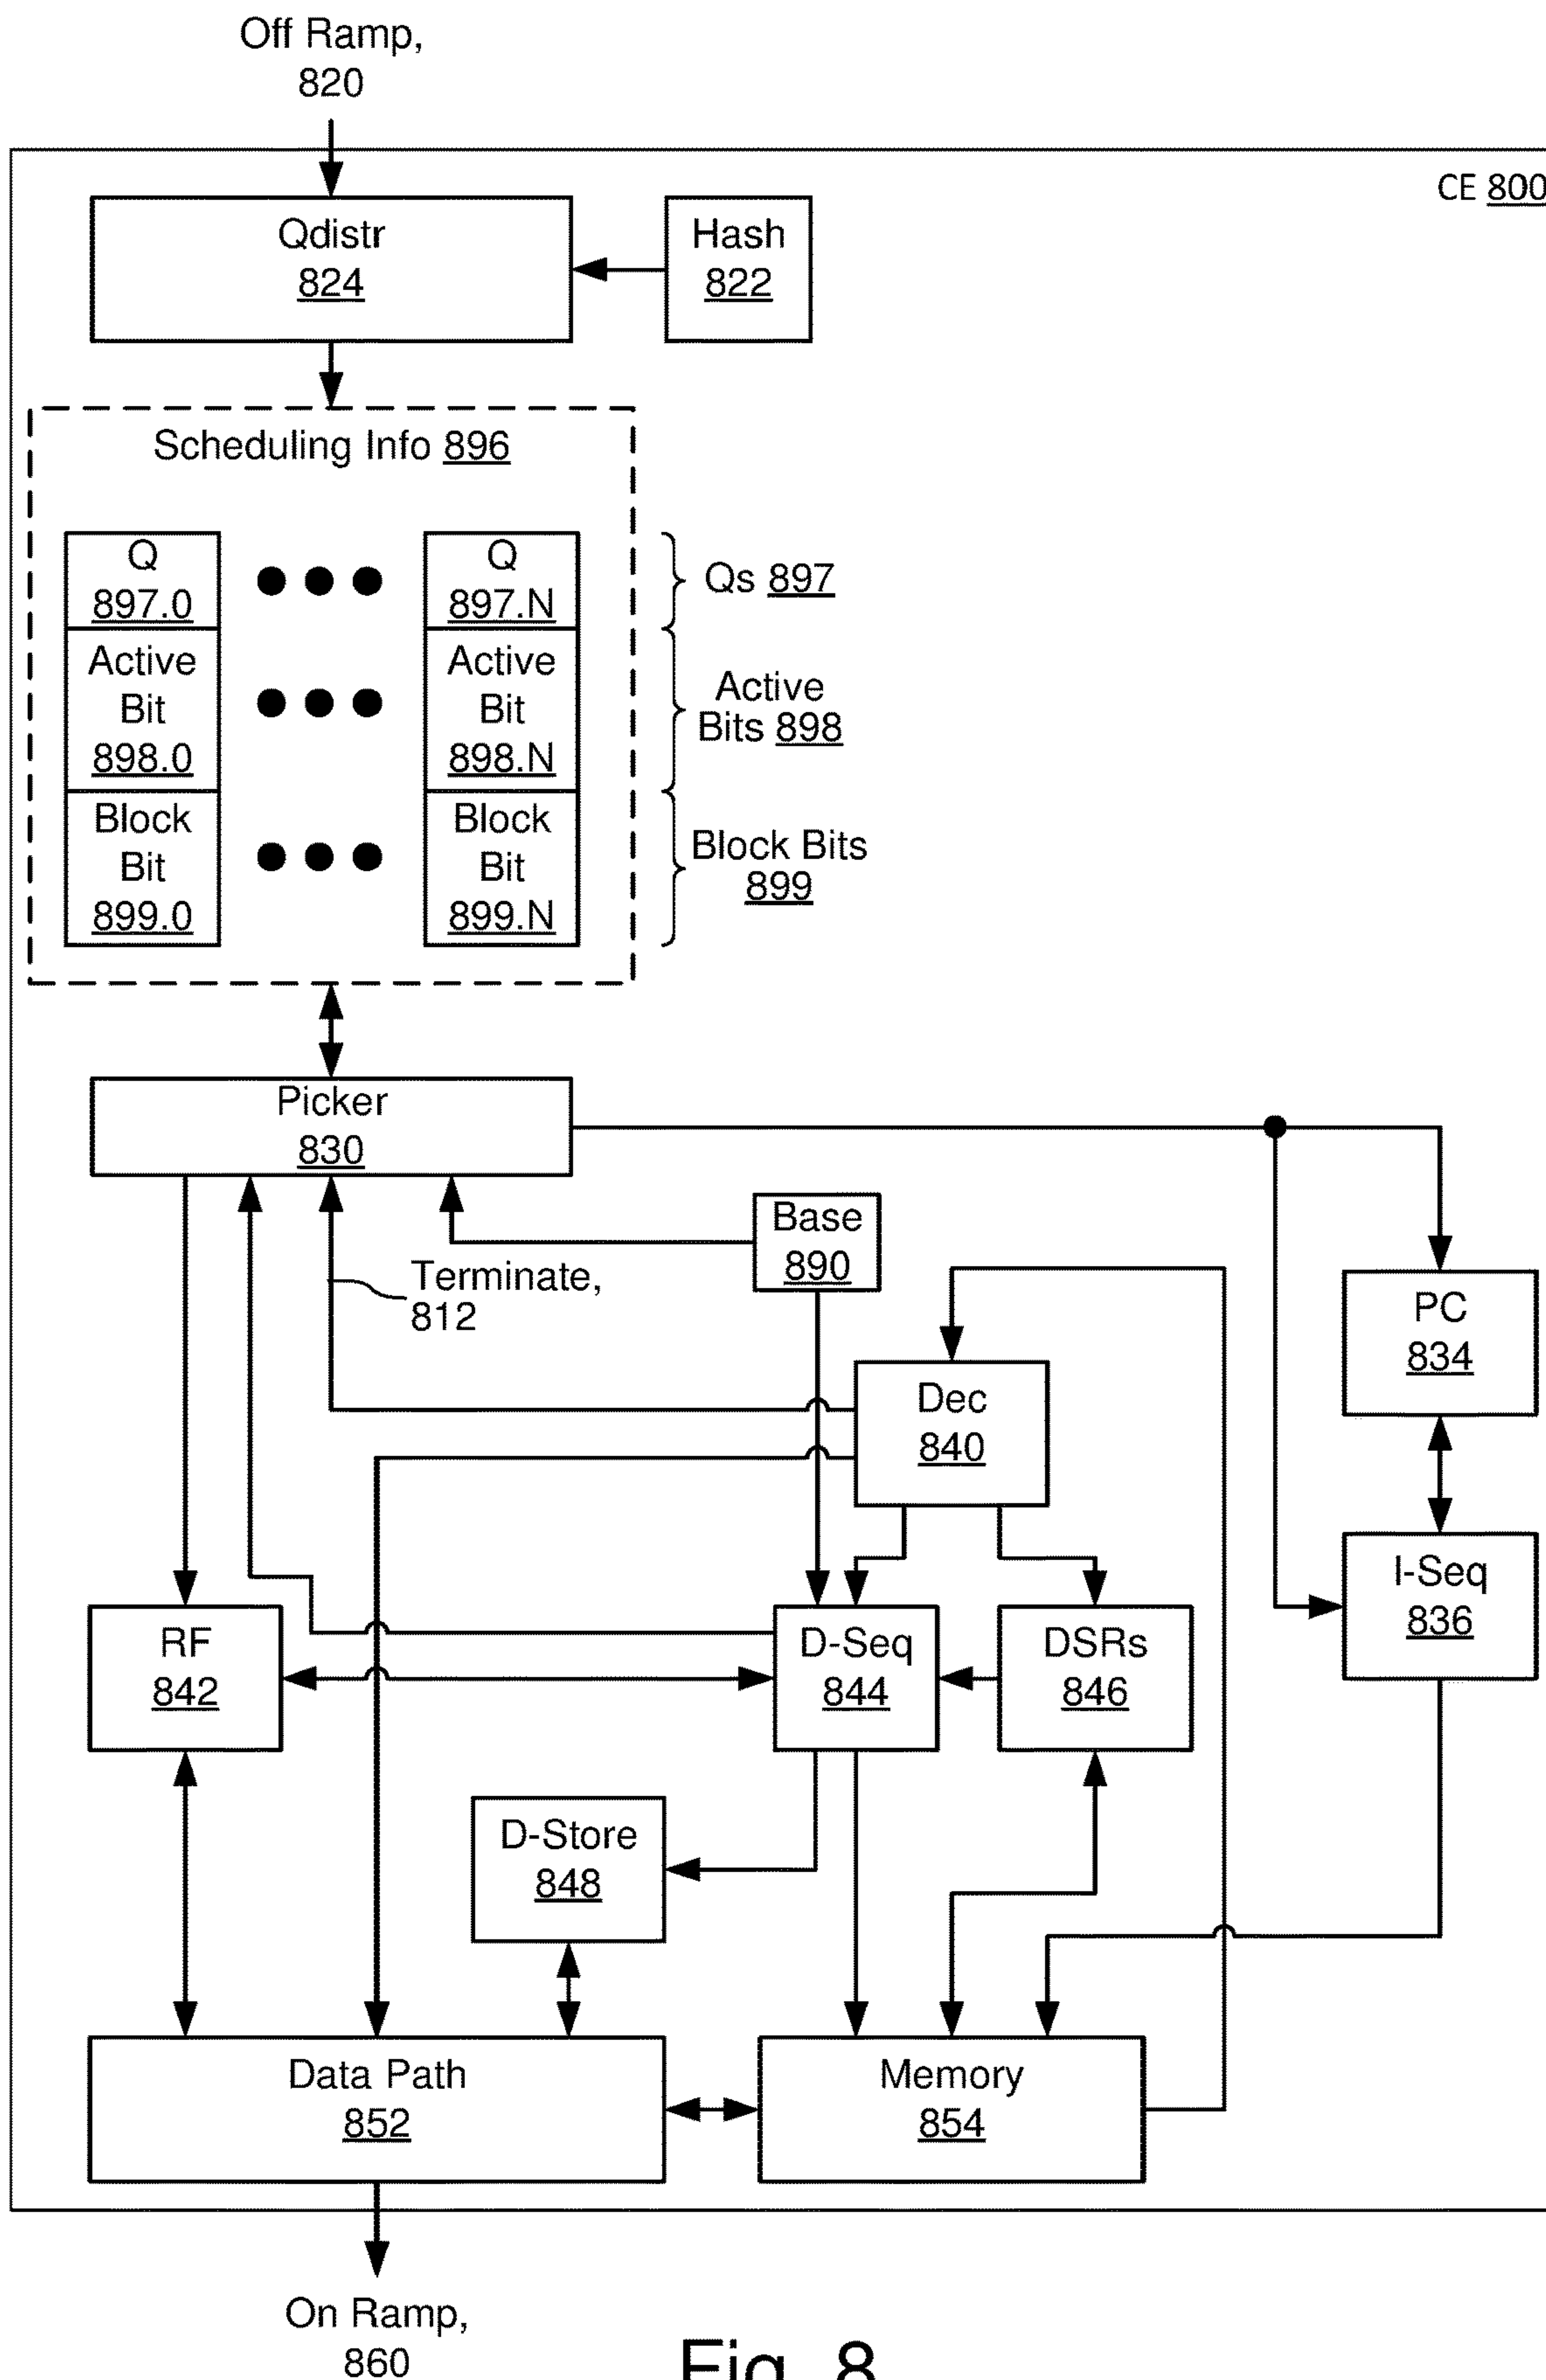 Off Ramp,
820
CE 800
Qdistr
824
Hash
822
Scheduling Info 896
Q
897.0
Q
897.N
Qs 897
Active
Bit
898.0
Active
Bit
898.N
Active
Bits 898
Block
Bit
899.0
Block
Bit
899.N
Block Bits
899
Picker
830
Base
890
Terminate,
812
PC
834
Dec
840
I-Seq
836
RF
842
D-Seq
844
DSRs
846
D-Store
848
Data Path
852
Memory
854
On Ramp,
860
Fig. 8